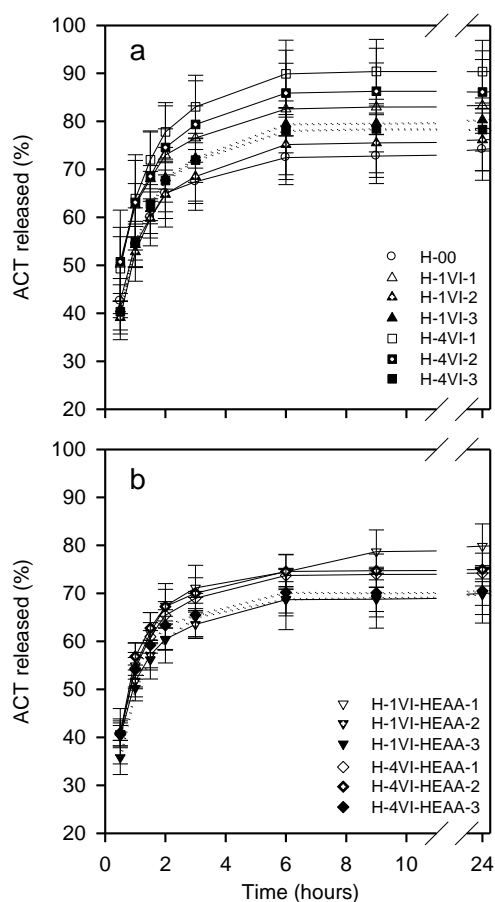 a
100
90
80
70
60
50
40
30
20
ACT released (%)
H-00
H-1VI-1
H-1VI-2
H-1VI-3
H-4VI-1
H-4VI-2
H-4VI-3
b
100
90
80
70
60
50
40
30
20
ACT released (%)
H-1VI-HEAA-1
H-1VI-HEAA-2
H-1VI-HEAA-3
H-4VI-HEAA-1
H-4VI-HEAA-2
H-4VI-HEAA-3
0 2 4 6 8 10 24
Time (hours)